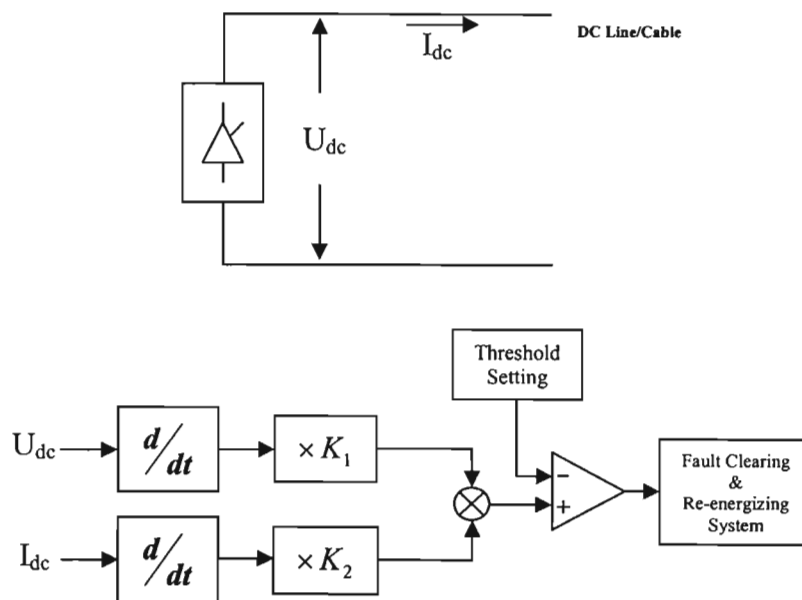 I_dc
DC Line/Cable
U_dc
Threshold
Setting
U_dc
d/dt
× K_1
−
+
Fault Clearing
&
Re-energizing
System
I_dc
d/dt
× K_2